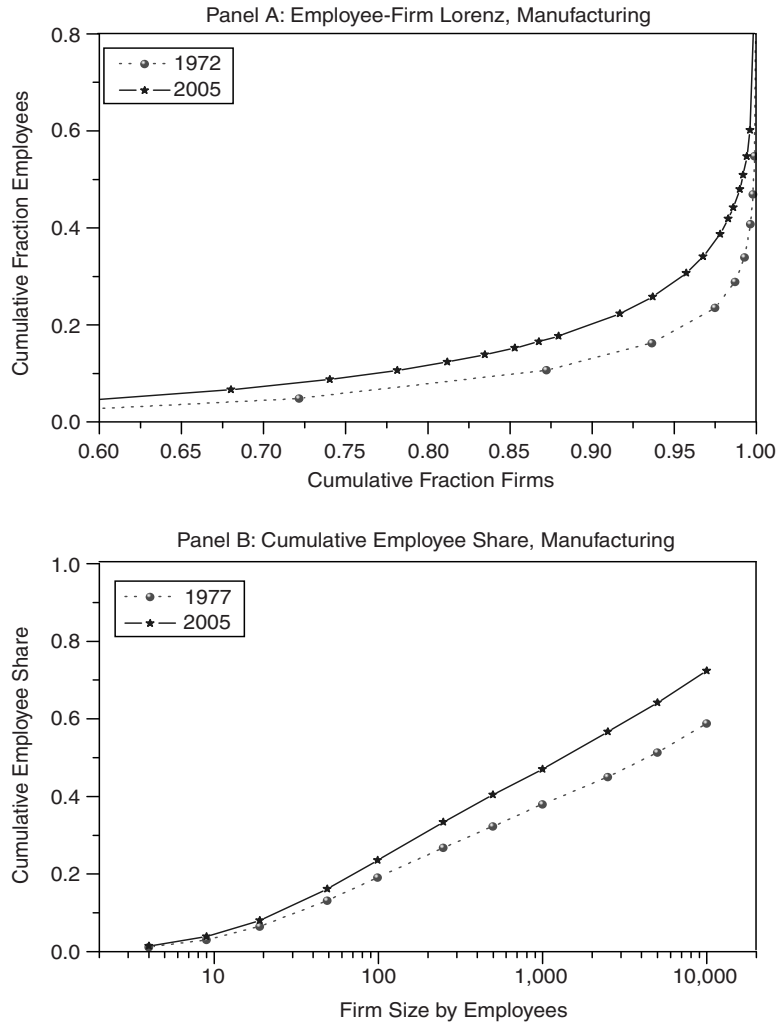 Panel A: Employee-Firm Lorenz, Manufacturing
Cumulative Fraction Employees
0.8
0.6
0.4
0.2
0.0
1972
2005
0.60 0.65 0.70 0.75 0.80 0.85 0.90 0.95 1.00
Cumulative Fraction Firms
Panel B: Cumulative Employee Share, Manufacturing
Cumulative Employee Share
1.0
0.8
0.6
0.4
0.2
0.0
1977
2005
10 100 1,000 10,000
Firm Size by Employees